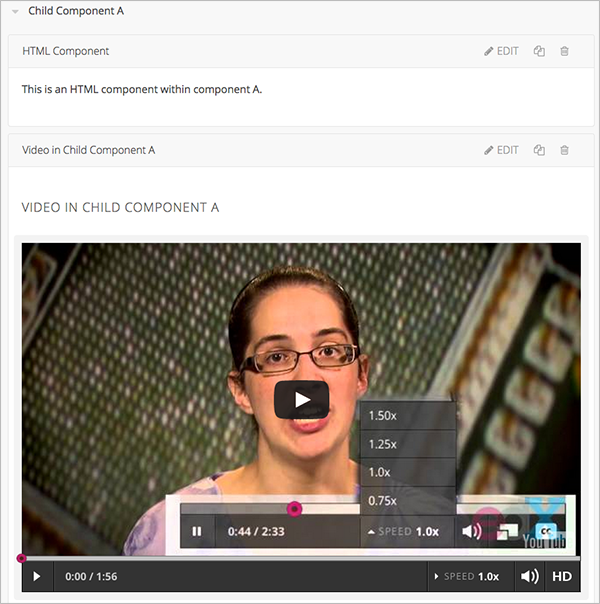 Child Component A
HTML Component
EDIT
This is an HTML component within component A.
Video in Child Component A
EDIT
VIDEO IN CHILD COMPONENT A
1.50x
1.25x
1.0x
0.75x
0:44 / 2:33
SPEED 1.0x
CC
YouTube
0:00 / 1:56
SPEED 1.0x
HD